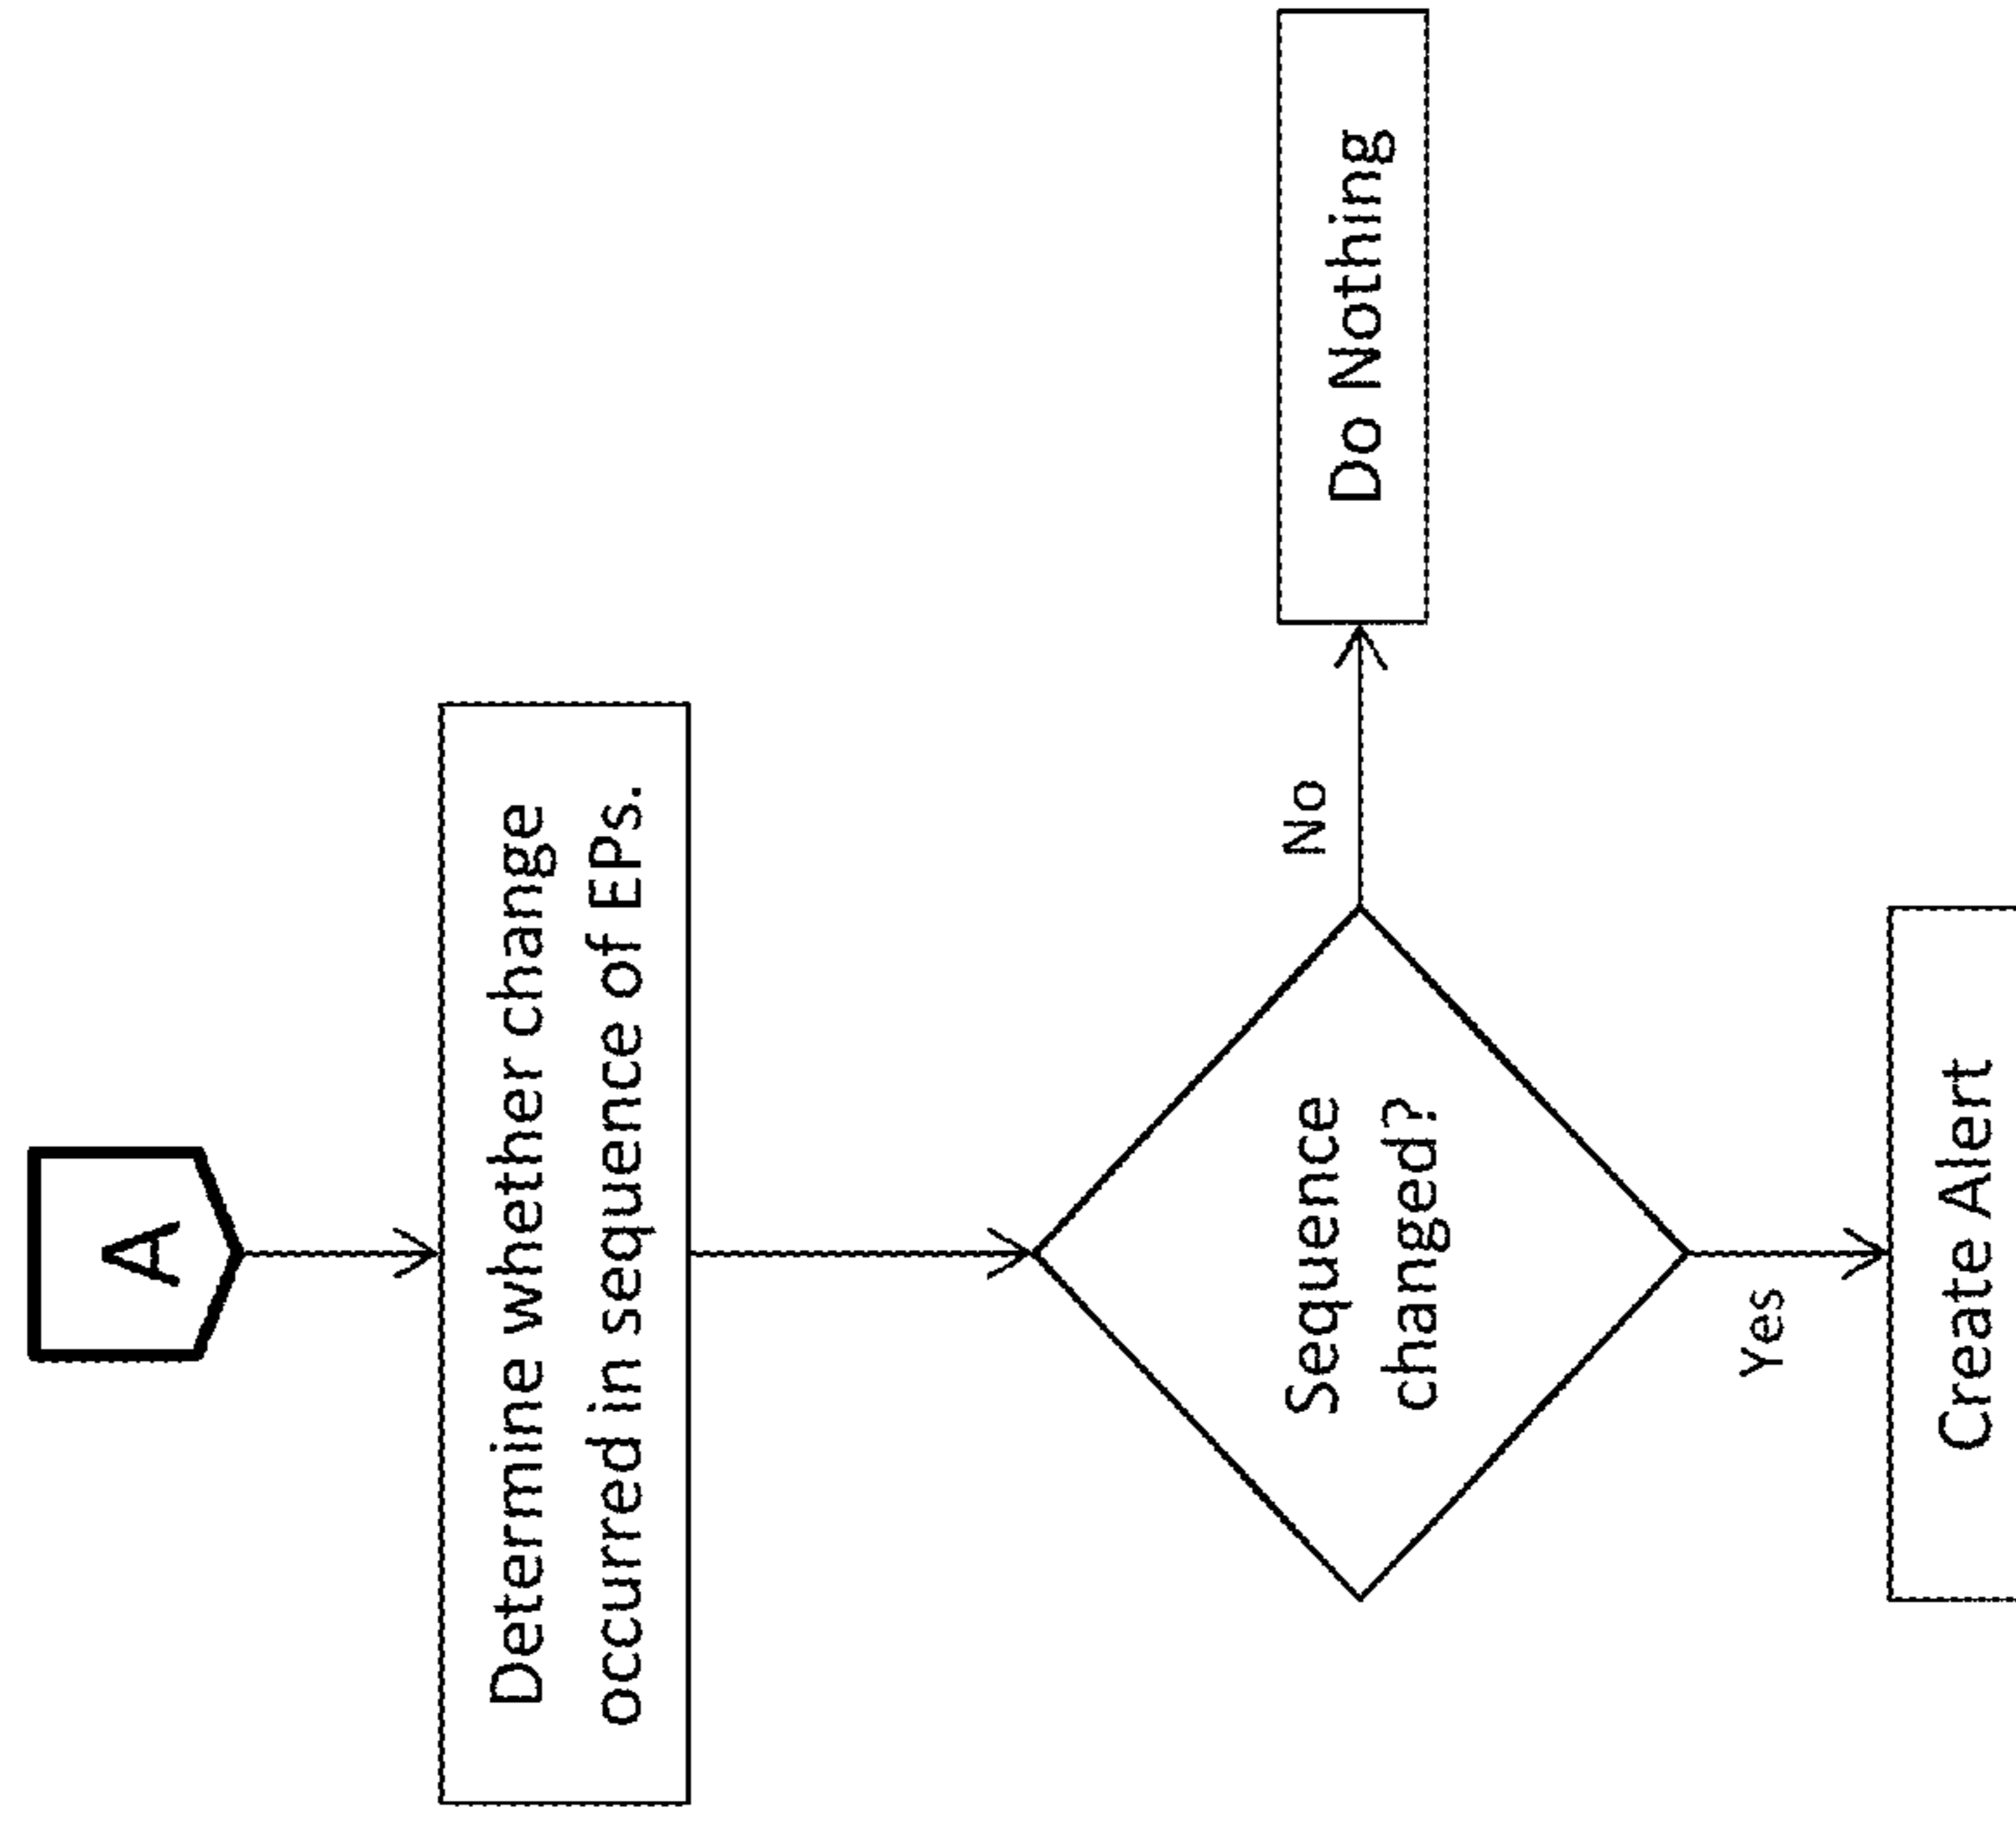 A
Determine whether change
occurred in sequence of EPs.
Sequence
changed?
No
Do Nothing
Yes
Create Alert